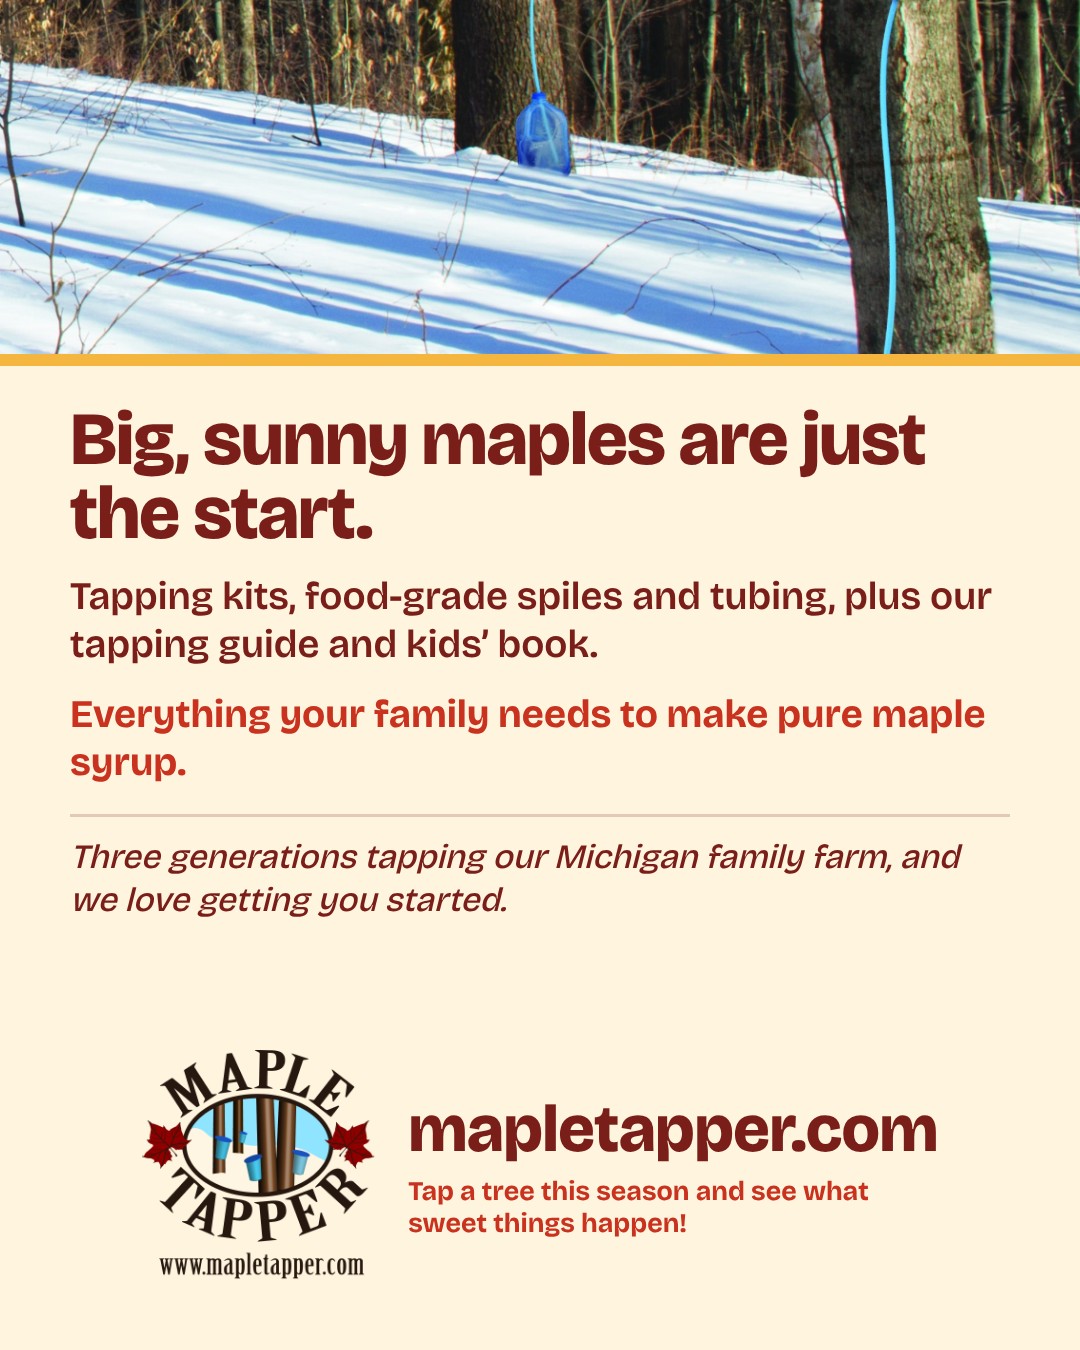 Big, sunny maples are just
the start.
Tapping kits, food-grade spiles and tubing, plus our
tapping guide and kids’ book.
Everything your family needs to make pure maple
syrup.
Three generations tapping our Michigan family farm, and
we love getting you started.
MAPLE
TAPPER
www.mapletapper.com
mapletapper.com
Tap a tree this season and see what
sweet things happen!